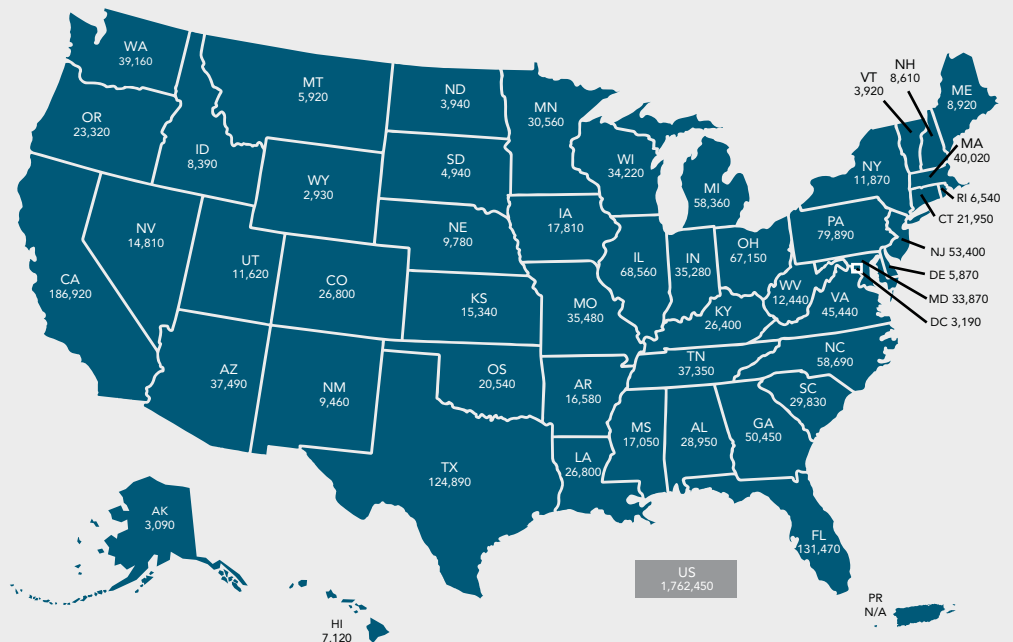 WA
39,160
MT
5,920
ND
3,940
MN
30,560
VT
3,920
NH
8,610
ME
8,920
OR
23,320
ID
8,390
WY
2,930
SD
4,940
WI
34,220
MI
58,360
NY
11,870
MA
40,020
RI 6,540
CT 21,950
NV
14,810
UT
11,620
CO
26,800
NE
9,780
IA
17,810
IL
68,560
IN
35,280
OH
67,150
PA
79,890
NJ 53,400
DE 5,870
MD 33,870
DC 3,190
CA
186,920
KS
15,340
MO
35,480
KY
26,400
WV
12,440
VA
45,440
AZ
37,490
NM
9,460
OS
20,540
AR
16,580
TN
37,350
NC
58,690
SC
29,830
TX
124,890
LA
26,800
MS
17,050
AL
28,950
GA
50,450
FL
131,470
AK
3,090
HI
7,120
US
1,762,450
PR
N/A